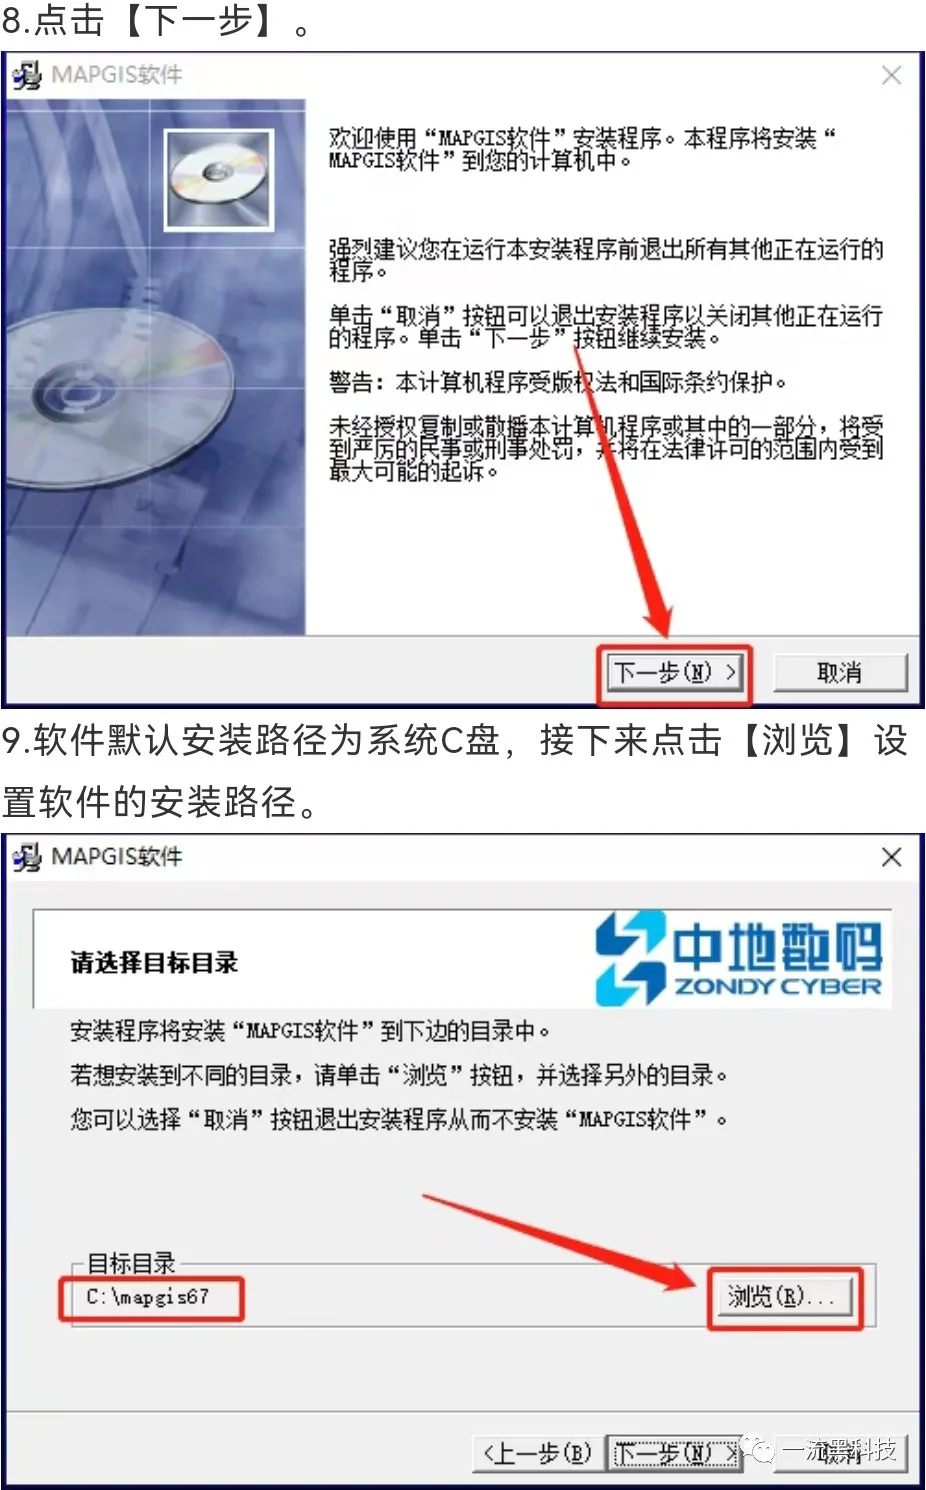 8.点击【下一步】。
MAPGIS软件
欢迎使用“MAPGIS软件”安装程序。本程序将安装“
MAPGIS软件”到您的计算机中。
强烈建议您在运行本安装程序前退出所有其他正在运行的
程序。
单击“取消”按钮可以退出安装程序以关闭其他正在运行
的程序。单击“下一步”按钮继续安装。
警告：本计算机程序受版权法和国际条约保护。
未经授权复制或散播本计算机程序或其中的一部分，将受
到严厉的民事或刑事处罚，并将在法律许可的范围内受到
最大可能的起诉。
下一步(N) >
取消
9.软件默认安装路径为系统C盘，接下来点击【浏览】设
置软件的安装路径。
MAPGIS软件
请选择目标目录
中地数码
ZONDY CYBER
安装程序将安装“MAPGIS软件”到下边的目录中。
若想安装到不同的目录，请单击“浏览”按钮，并选择另外的目录。
您可以选择“取消”按钮退出安装程序从而不安装“MAPGIS软件”。
目标目录
C:\mapgis67
浏览(R)...
<上一步(B)
下一步(N) >
取消
一流黑科技